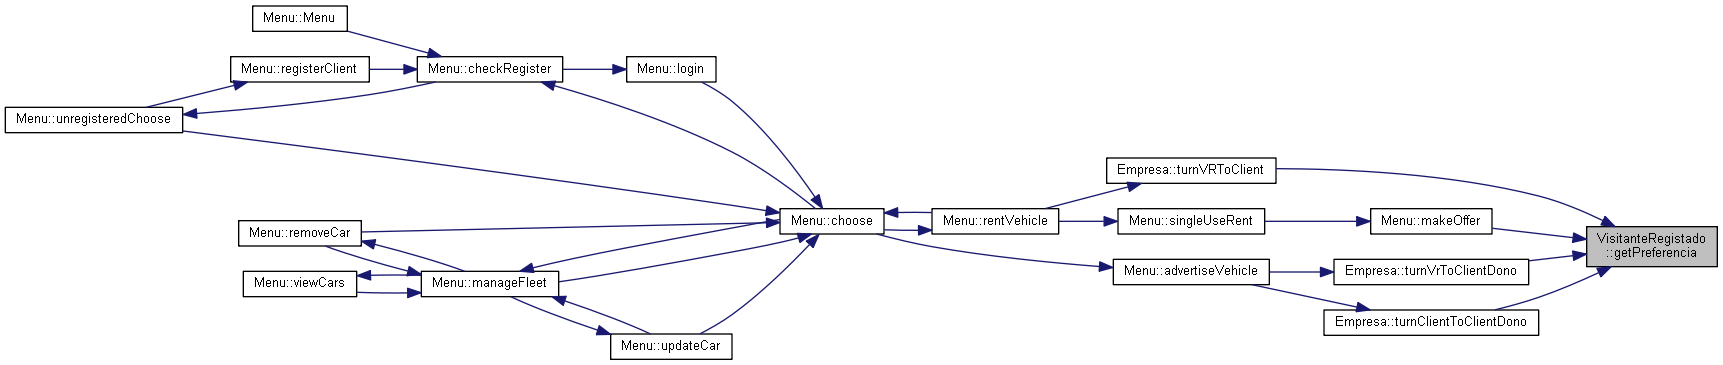 Menu::Menu
Menu::registerClient
Menu::checkRegister
Menu::login
Menu::unregisteredChoose
Empresa::turnVRToClient
Menu::choose
Menu::rentVehicle
Menu::singleUseRent
Menu::makeOffer
Menu::removeCar
VisitanteRegistado
::getPreferencia
Menu::viewCars
Menu::manageFleet
Menu::advertiseVehicle
Empresa::turnVrToClientDono
Empresa::turnClientToClientDono
Menu::updateCar